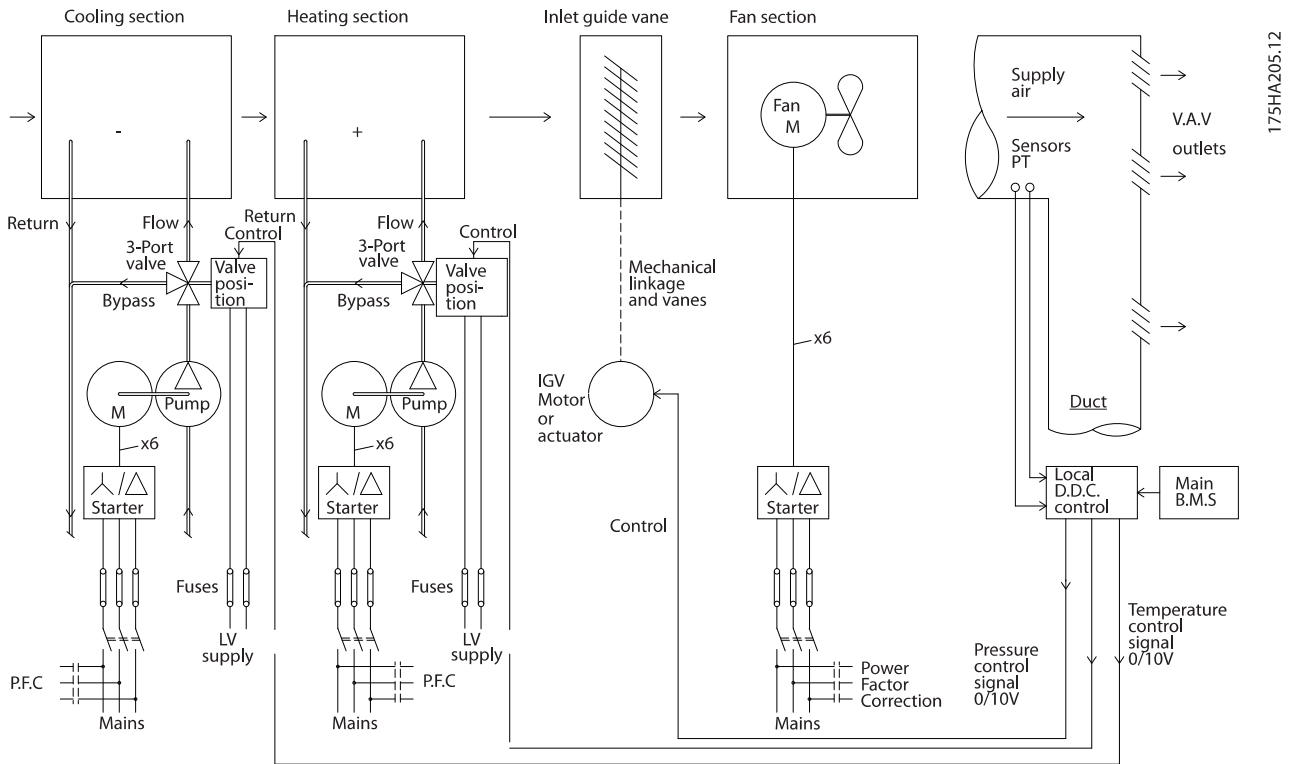 Cooling section
Heating section
Inlet guide vane
Fan section
175HA205.12
-
+
Fan
M
Supply
air
Sensors
PT
V.A.V
outlets
Return
Flow
Return
Control
3-Port
valve
Valve
posi-
tion
Bypass
Flow
Control
3-Port
valve
Valve
posi-
tion
Bypass
Mechanical
linkage
and vanes
x6
M
Pump
x6
M
Pump
x6
IGV
Motor
or
actuator
Duct
Starter
Starter
Starter
Local
D.D.C.
control
Main
B.M.S
Control
Fuses
Fuses
LV
supply
LV
supply
Temperature
control
signal
0/10V
Pressure
control
signal
0/10V
P.F.C
P.F.C
Power
Factor
Correction
Mains
Mains
Mains